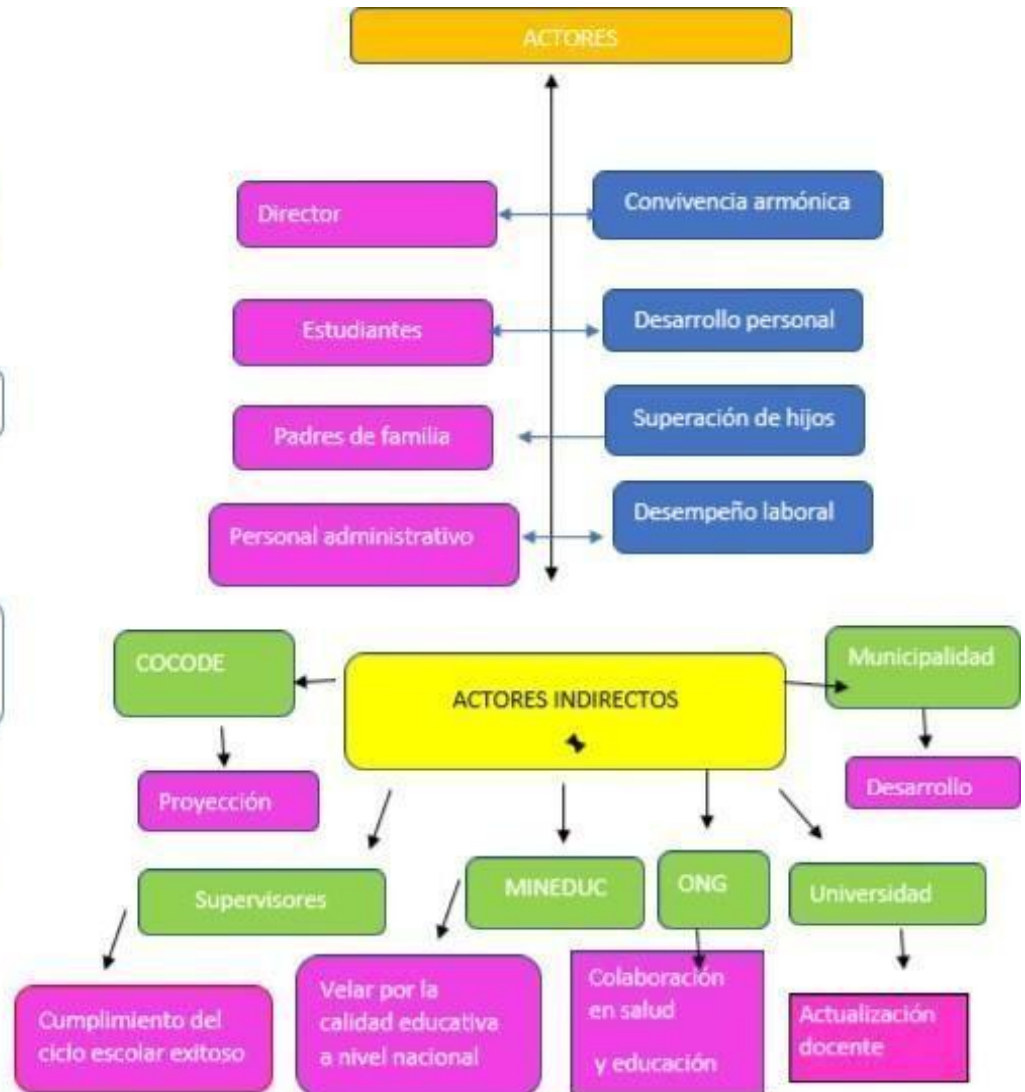 ACTORES
Director
Convivencia armónica
Estudiantes
Desarrollo personal
Padres de familia
Superación de hijos
Personal administrativo
Desempeño laboral
COCODE
ACTORES INDIRECTOS
Municipalidad
Proyección
Desarrollo
Supervisores
MINEDUC
ONG
Universidad
Cumplimiento del
ciclo escolar exitoso
Velar por la
calidad educativa
a nivel nacional
Colaboración
en salud
y educación
Actualización
docente